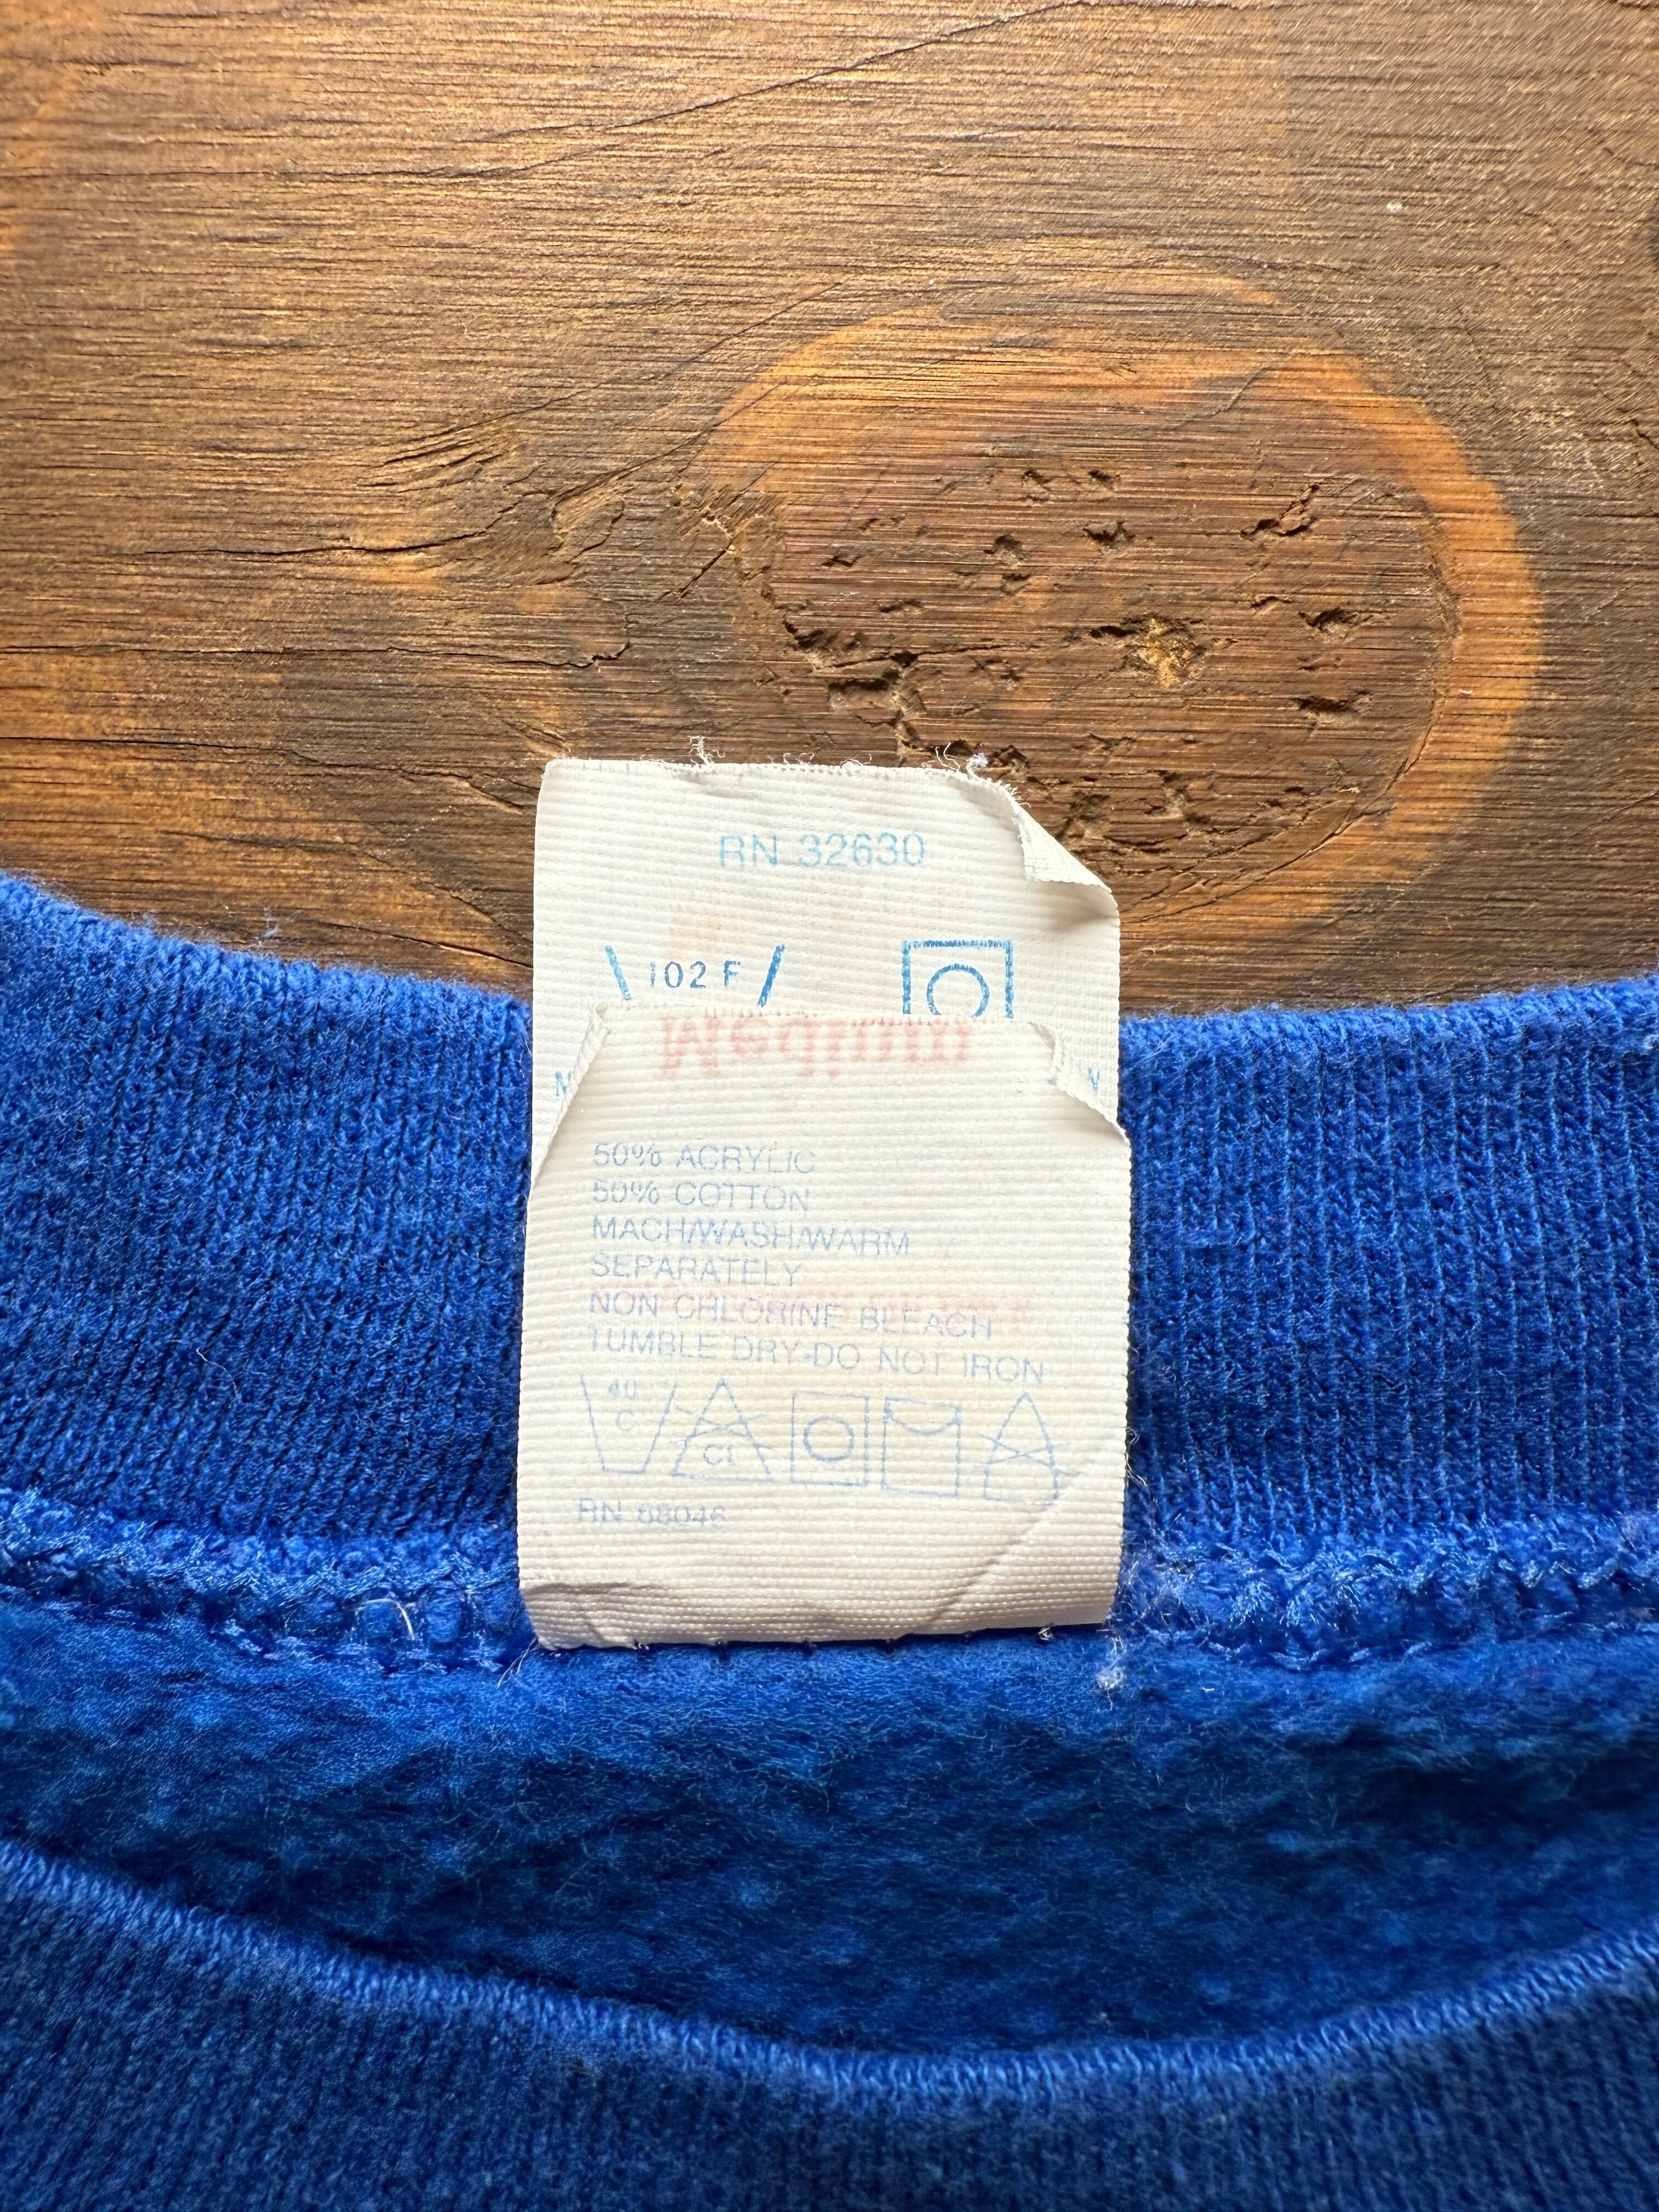 RN 32630
102 F
Medium
50% ACRYLIC
50% COTTON
MACH/WASH/WARM
SEPARATELY
NON CHLORINE BLEACH
TUMBLE DRY-DO NOT IRON
40
C
Cl
RN